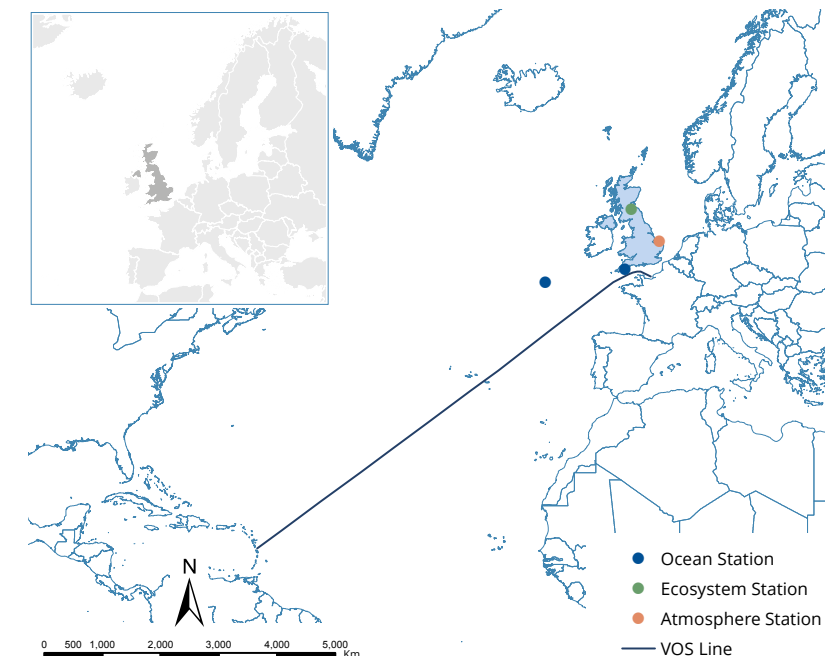 N
0 500 1,000 2,000 3,000 4,000 5,000
Km
Ocean Station
Ecosystem Station
Atmosphere Station
VOS Line